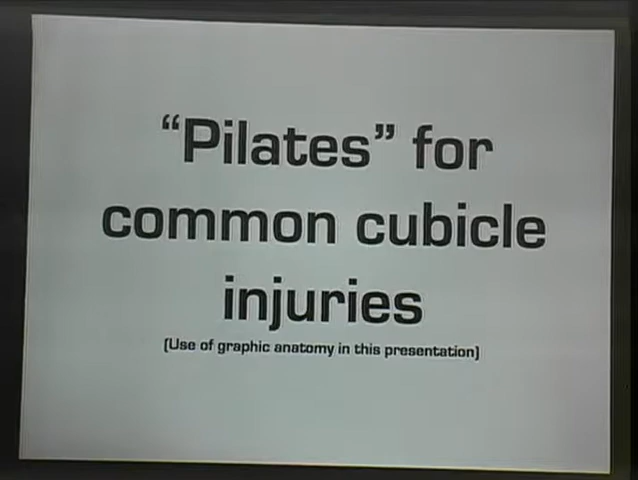 “Pilates” for
common cubicle
injuries
(Use of graphic anatomy in this presentation)